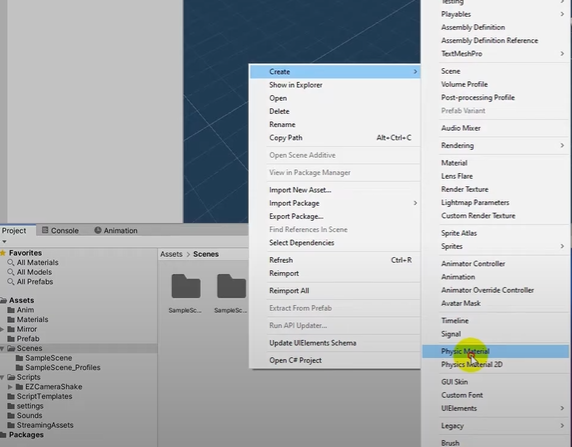 Project
Console
Animation
Favorites
All Materials
All Models
All Prefabs
Assets
Anim
Materials
Mirror
Prefab
Scenes
SampleScene
SampleScene_Profiles
Scripts
EZCameraShake
ScriptTemplates
settings
Sounds
StreamingAssets
Packages
Assets > Scenes
SampleSc...
SampleSc...
Create
Show in Explorer
Open
Delete
Rename
Copy Path Alt+Ctrl+C
Open Scene Additive
View in Package Manager
Import New Asset...
Import Package
Export Package...
Find References In Scene
Select Dependencies
Refresh Ctrl+R
Reimport
Reimport All
Extract From Prefab
Run API Updater...
Update UIElements Schema
Open C# Project
Testing
Playables
Assembly Definition
Assembly Definition Reference
TextMeshPro
Scene
Volume Profile
Post-processing Profile
Prefab Variant
Audio Mixer
Rendering
Material
Lens Flare
Render Texture
Lightmap Parameters
Custom Render Texture
Sprite Atlas
Sprites
Animator Controller
Animation
Animator Override Controller
Avatar Mask
Timeline
Signal
Physic Material
Physics Material 2D
GUI Skin
Custom Font
UIElements
Legacy
Brush